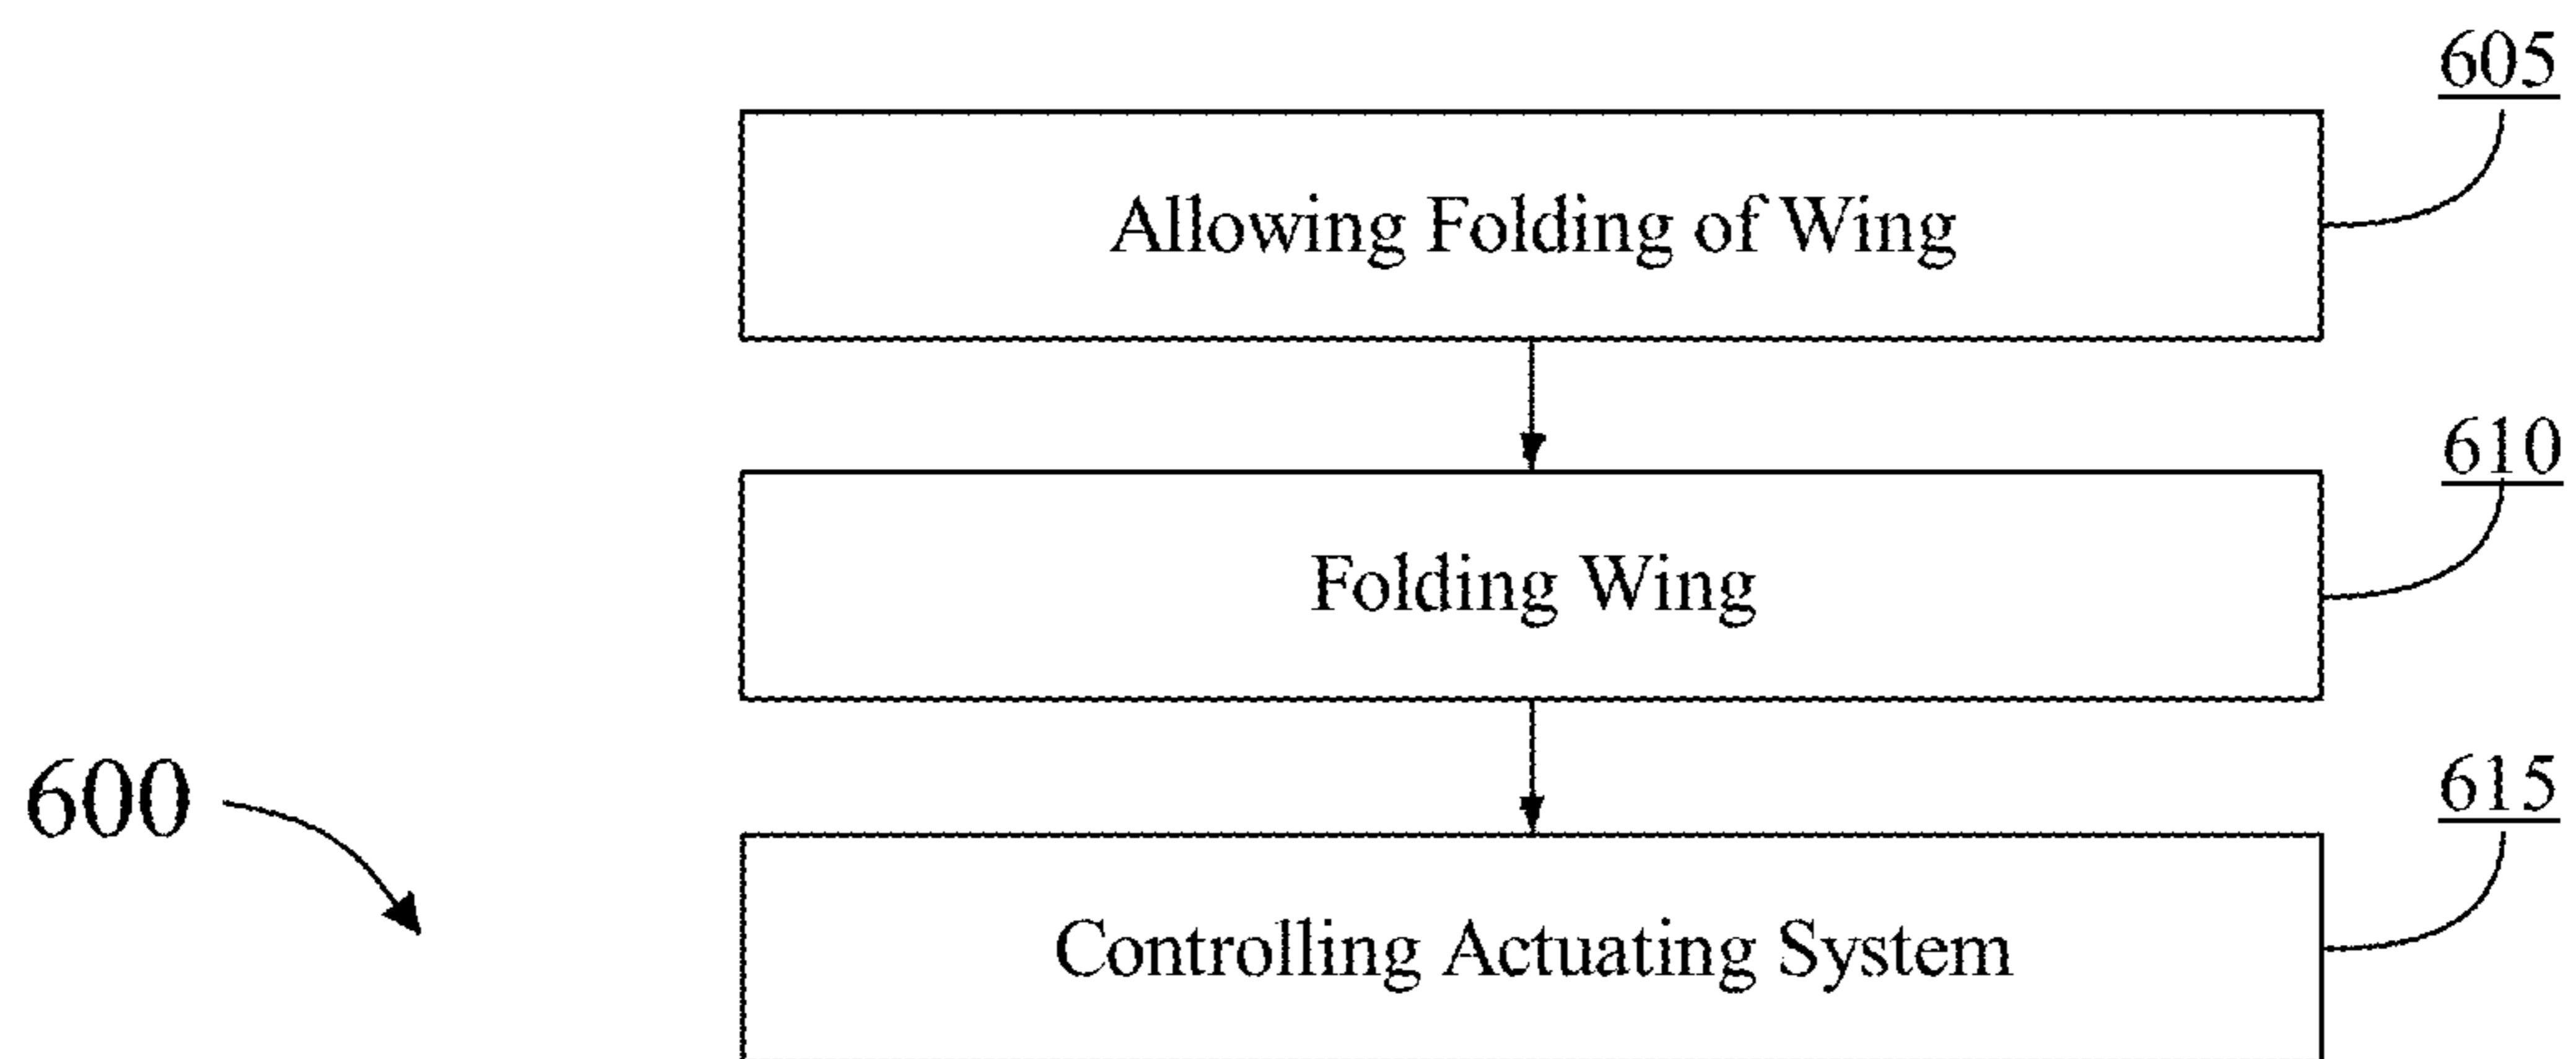 605
Allowing Folding of Wing
610
Folding Wing
600
615
Controlling Actuating System